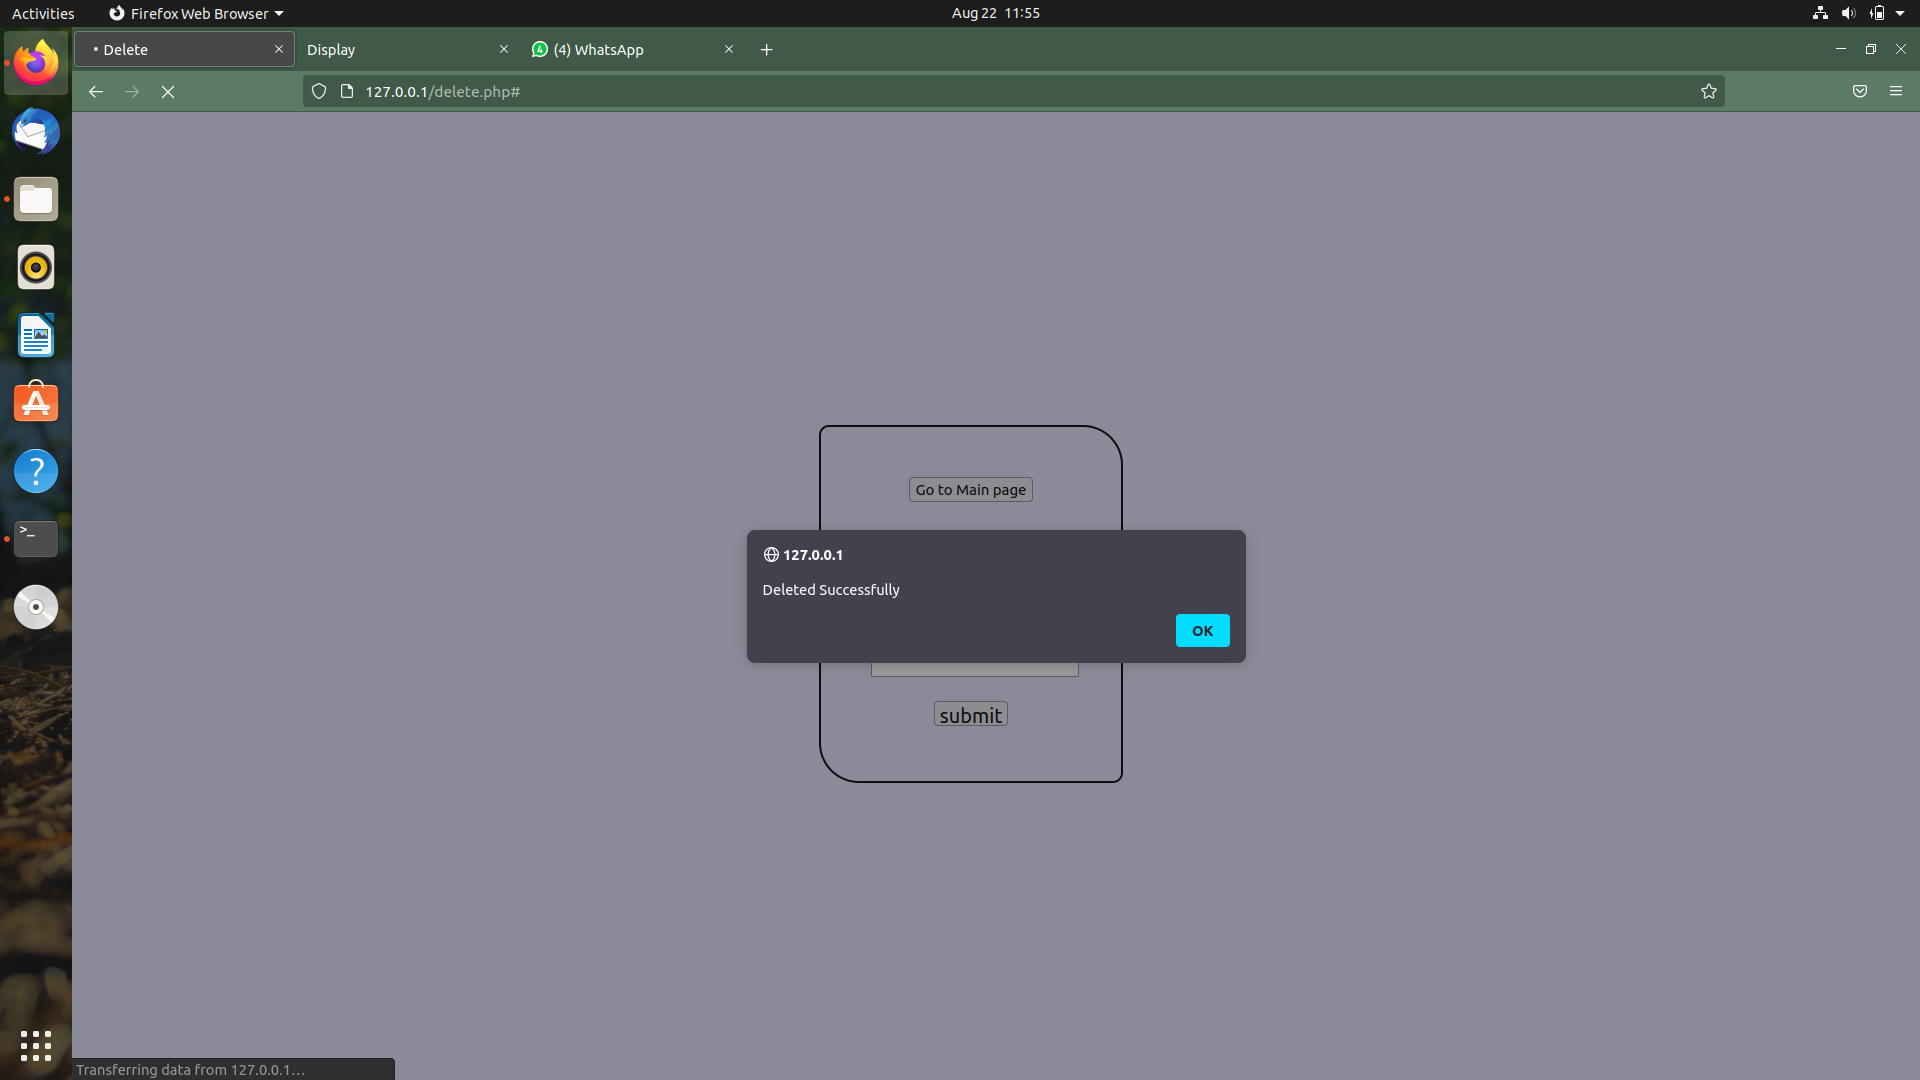 Activities
Firefox Web Browser
Aug 22 11:55
Delete
Display
4
(4) WhatsApp
127.0.0.1/delete.php#
Go to Main page
127.0.0.1
Deleted Successfully
OK
submit
>_
A
?
Transferring data from 127.0.0.1…